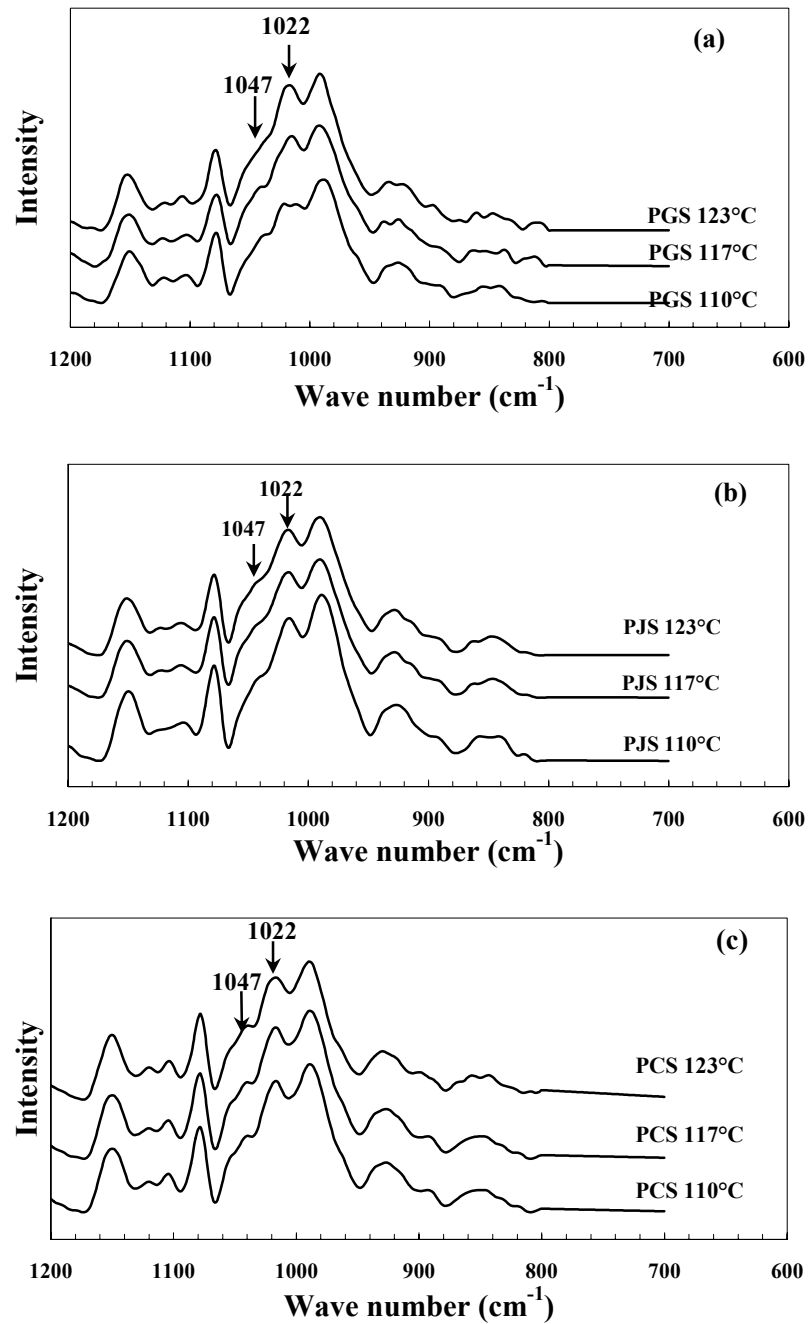 (a)
1022
1047
Intensity
PGS 123°C
PGS 117°C
PGS 110°C
1200 1100 1000 900 800 700 600
Wave number (cm⁻¹)
(b)
1022
1047
Intensity
PJS 123°C
PJS 117°C
PJS 110°C
1200 1100 1000 900 800 700 600
Wave number (cm⁻¹)
(c)
1022
1047
Intensity
PCS 123°C
PCS 117°C
PCS 110°C
1200 1100 1000 900 800 700 600
Wave number (cm⁻¹)